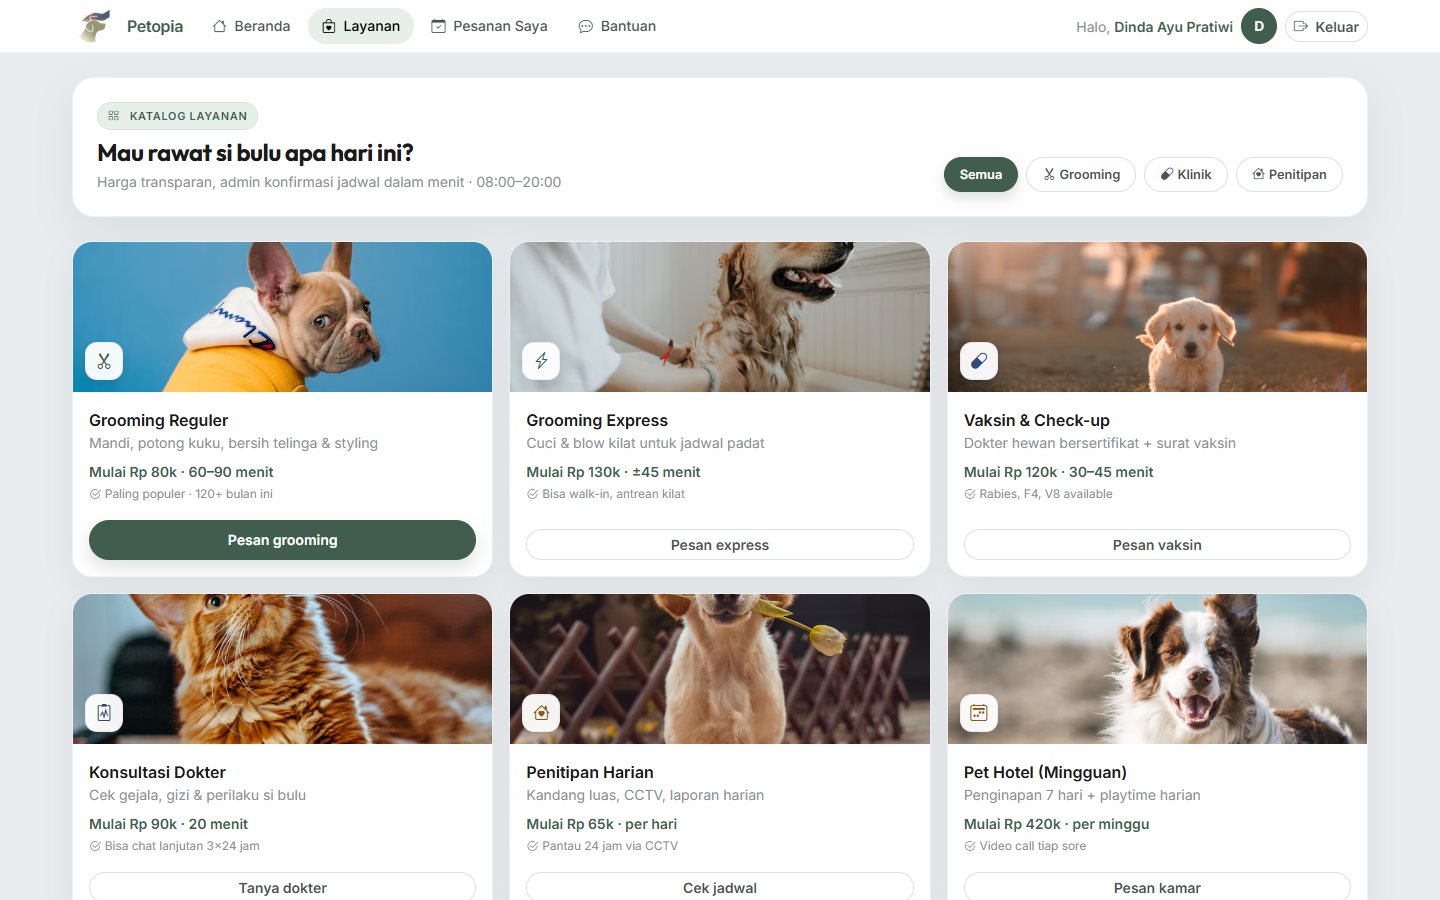 Petopia
Beranda
Layanan
Pesanan Saya
Bantuan
Halo, Dinda Ayu Pratiwi
D
Keluar
KATALOG LAYANAN
Mau rawat si bulu apa hari ini?
Harga transparan, admin konfirmasi jadwal dalam menit · 08:00–20:00
Semua
Grooming
Klinik
Penitipan
Grooming Reguler
Mandi, potong kuku, bersih telinga & styling
Mulai Rp 80k · 60–90 menit
Paling populer · 120+ bulan ini
Pesan grooming
Grooming Express
Cuci & blow kilat untuk jadwal padat
Mulai Rp 130k · ±45 menit
Bisa walk-in, antrean kilat
Pesan express
Vaksin & Check-up
Dokter hewan bersertifikat + surat vaksin
Mulai Rp 120k · 30–45 menit
Rabies, F4, V8 available
Pesan vaksin
Konsultasi Dokter
Cek gejala, gizi & perilaku si bulu
Mulai Rp 90k · 20 menit
Bisa chat lanjutan 3×24 jam
Tanya dokter
Penitipan Harian
Kandang luas, CCTV, laporan harian
Mulai Rp 65k · per hari
Pantau 24 jam via CCTV
Cek jadwal
Pet Hotel (Mingguan)
Penginapan 7 hari + playtime harian
Mulai Rp 420k · per minggu
Video call tiap sore
Pesan kamar